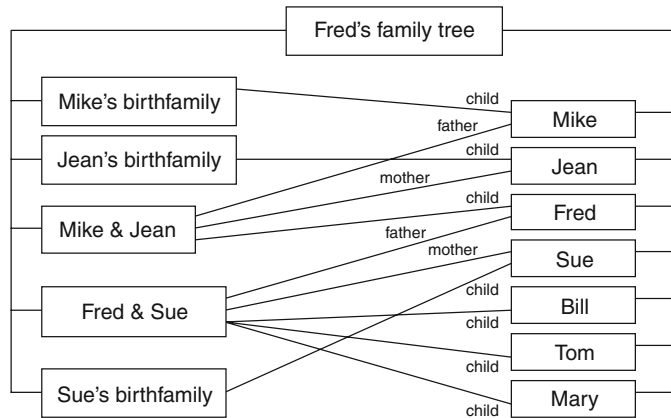 Fred's family tree
Mike's birthfamily
child
Mike
father
Jean's birthfamily
child
Jean
mother
Mike & Jean
child
Fred
father
mother
Sue
child
Fred & Sue
Bill
child
Tom
child
Sue's birthfamily
child
Mary